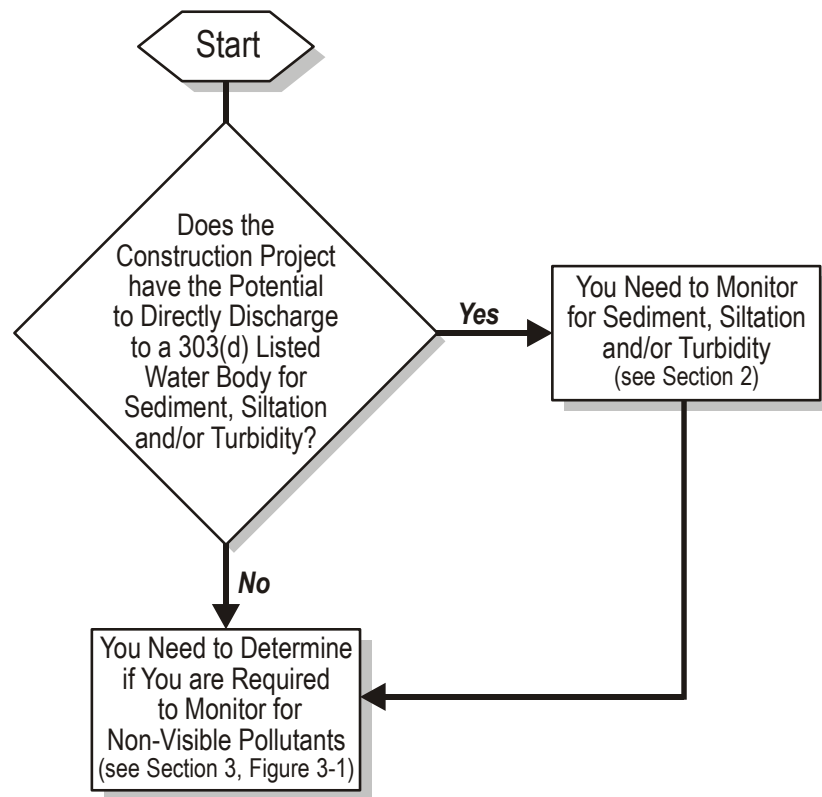 Start
Does the
Construction Project
have the Potential
to Directly Discharge
to a 303(d) Listed
Water Body for
Sediment, Siltation
and/or Turbidity?
Yes
You Need to Monitor
for Sediment, Siltation
and/or Turbidity
(see Section 2)
No
You Need to Determine
if You are Required
to Monitor for
Non-Visible Pollutants
(see Section 3, Figure 3-1)